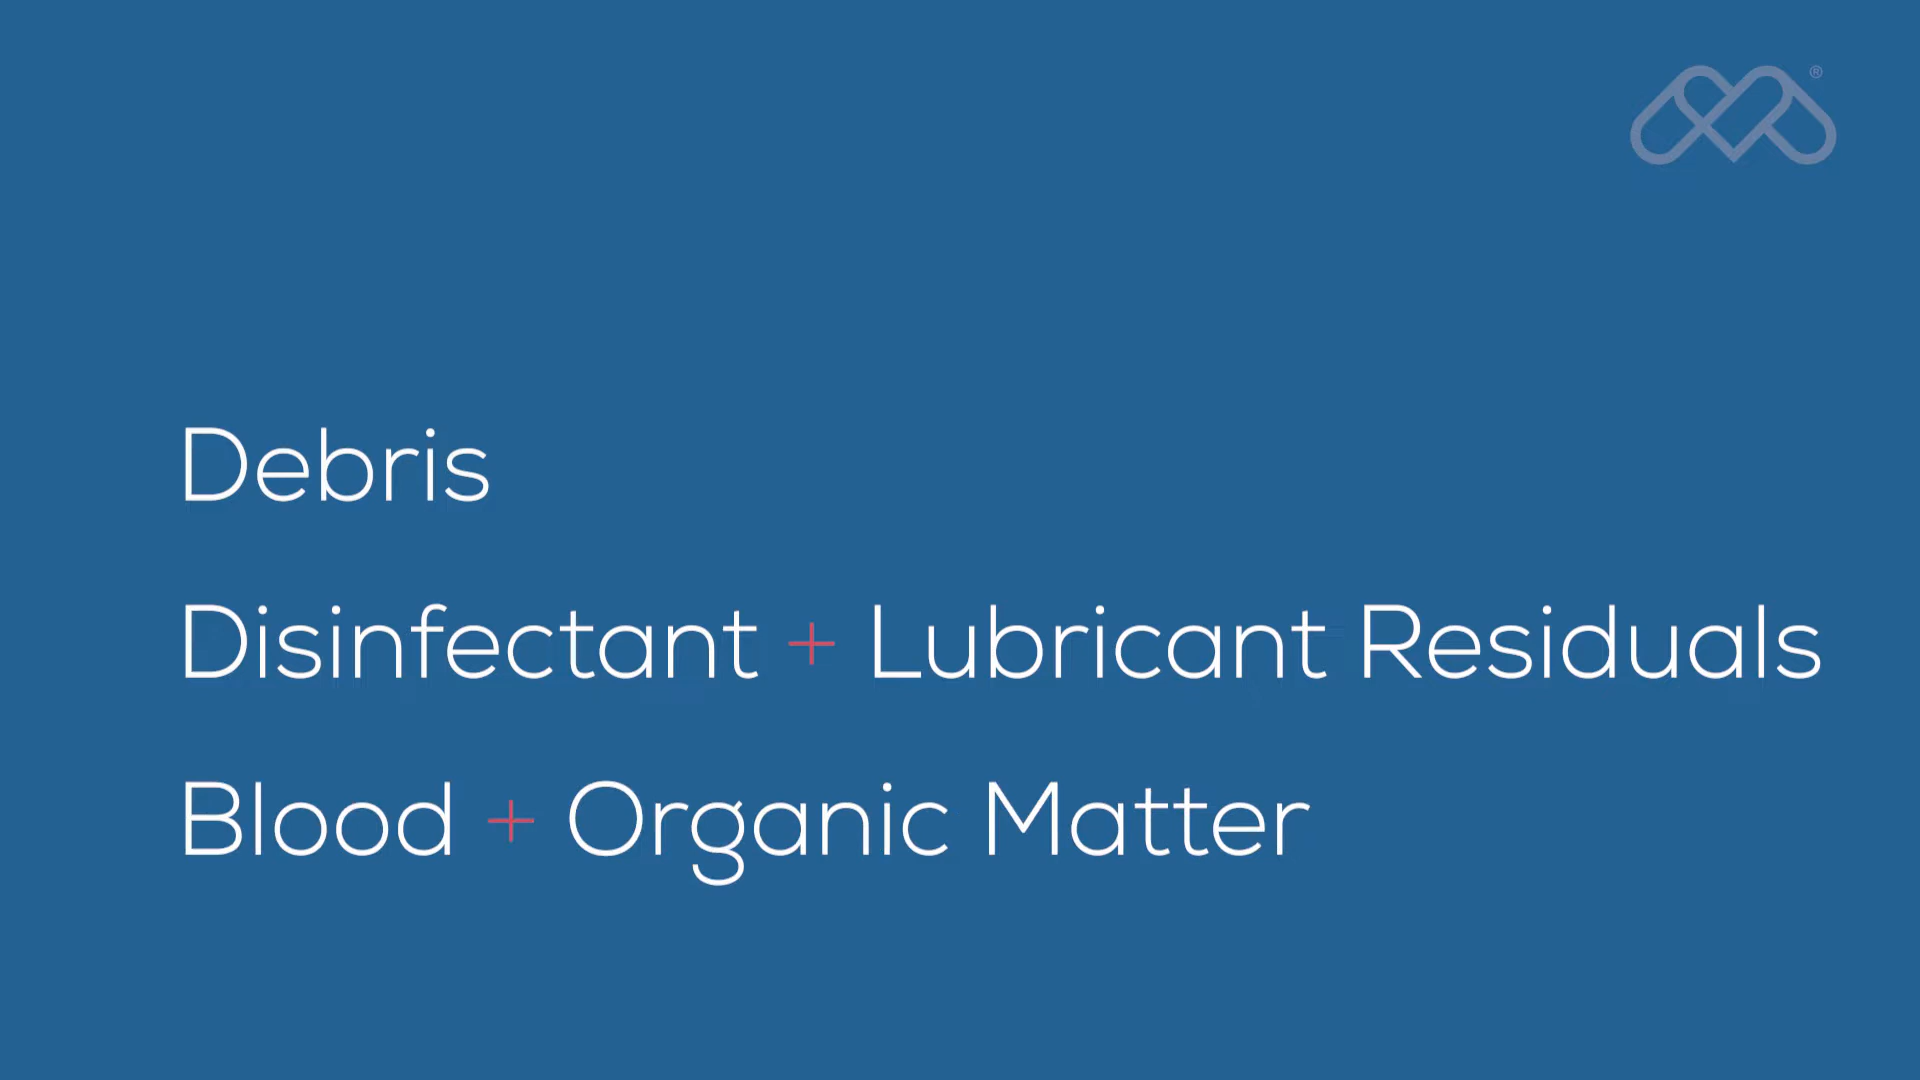 ®
Debris
Disinfectant + Lubricant Residuals
Blood + Organic Matter